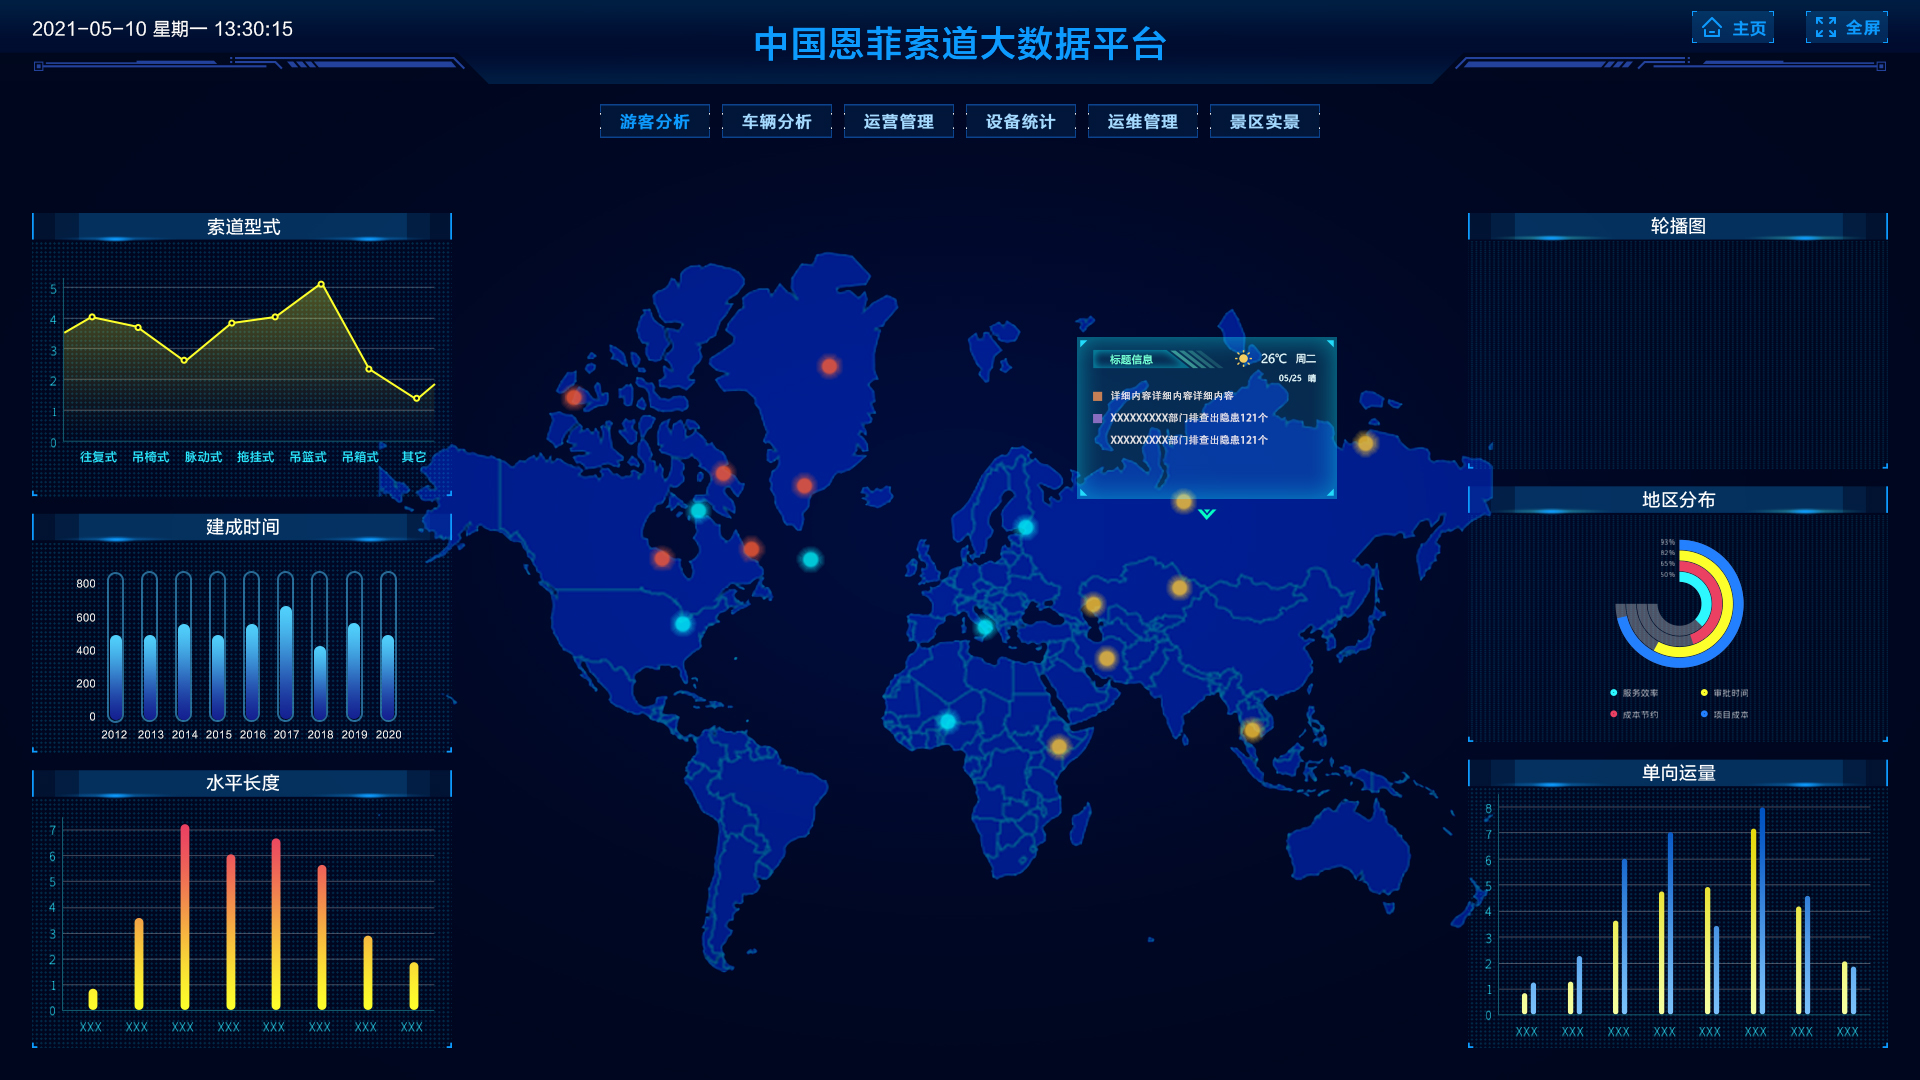 2021-05-10 星期一 13:30:15
中国恩菲索道大数据平台
主页
全屏
游客分析
车辆分析
运营管理
设备统计
运维管理
景区实景
索道型式
5
4
3
2
1
0
往复式 吊椅式 脉动式 拖挂式 吊篮式 吊箱式 其它
建成时间
800
600
400
200
0
2012 2013 2014 2015 2016 2017 2018 2019 2020
水平长度
7
6
5
4
3
2
1
0
XXX XXX XXX XXX XXX XXX XXX XXX
标题信息
26℃ 周二
05/25 晴
详细内容详细内容详细内容
XXXXXXXXX部门排查出隐患121个
XXXXXXXXX部门排查出隐患121个
轮播图
地区分布
93%
82%
65%
50%
服务效率
审批时间
成本节约
项目成本
单向运量
8
7
6
5
4
3
2
1
0
XXX XXX XXX XXX XXX XXX XXX XXX